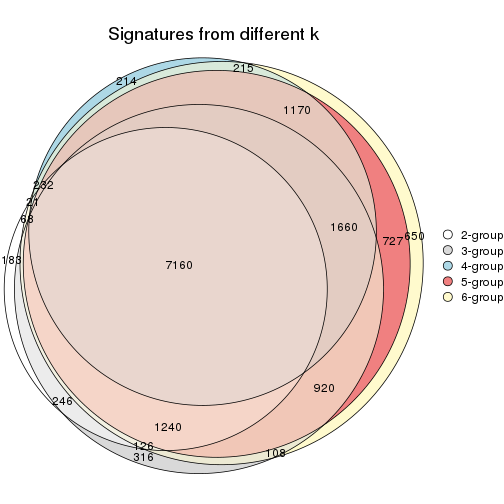 Signatures from different k
214
215
1170
232
21
68
1660
727
650
183
7160
920
246
1240
126
316
108
2-group
3-group
4-group
5-group
6-group